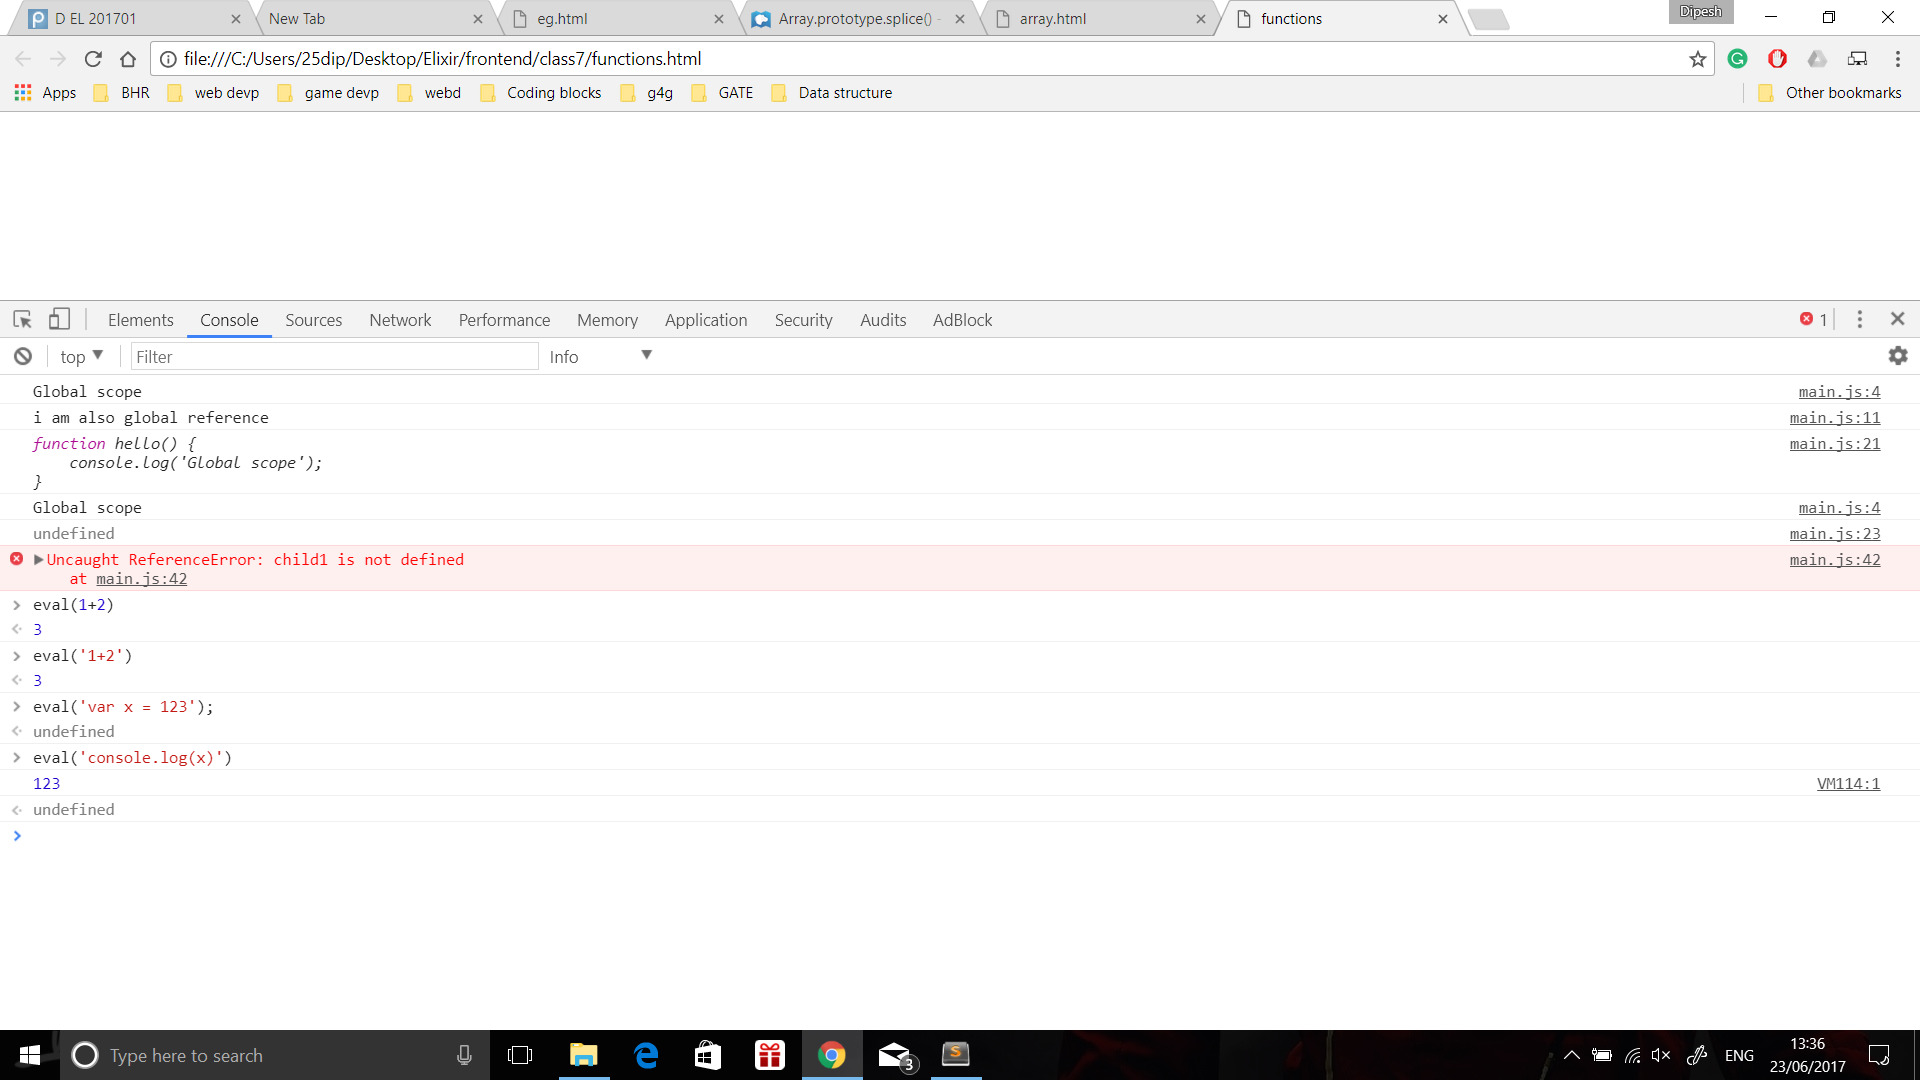 D EL 201701
New Tab
eg.html
Array.prototype.splice() -
array.html
functions
Dipesh
file:///C:/Users/25dip/Desktop/Elixir/frontend/class7/functions.html
Apps BHR web devp game devp webd Coding blocks g4g GATE Data structure Other bookmarks
Elements Console Sources Network Performance Memory Application Security Audits AdBlock 1
top Filter Info
Global scope main.js:4
i am also global reference main.js:11
function hello() { main.js:21
console.log('Global scope');
}
Global scope main.js:4
undefined main.js:23
Uncaught ReferenceError: child1 is not defined main.js:42
at main.js:42
eval(1+2)
3
eval('1+2')
3
eval('var x = 123');
undefined
eval('console.log(x)')
123 VM114:1
undefined
Type here to search
3
ENG
13:36
23/06/2017